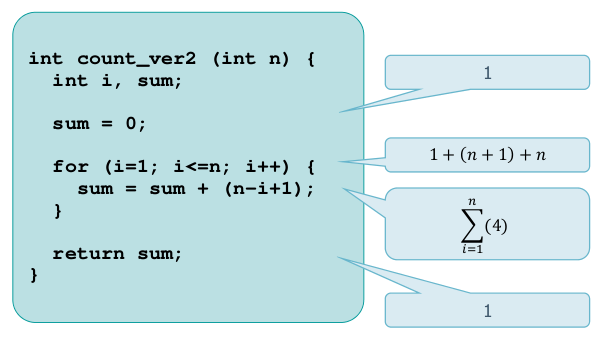 int count_ver2 (int n) {
int i, sum;
sum = 0;
for (i=1; i<=n; i++) {
sum = sum + (n-i+1);
}
return sum;
}
1
1 + (n + 1) + n
n
∑(4)
i=1
1